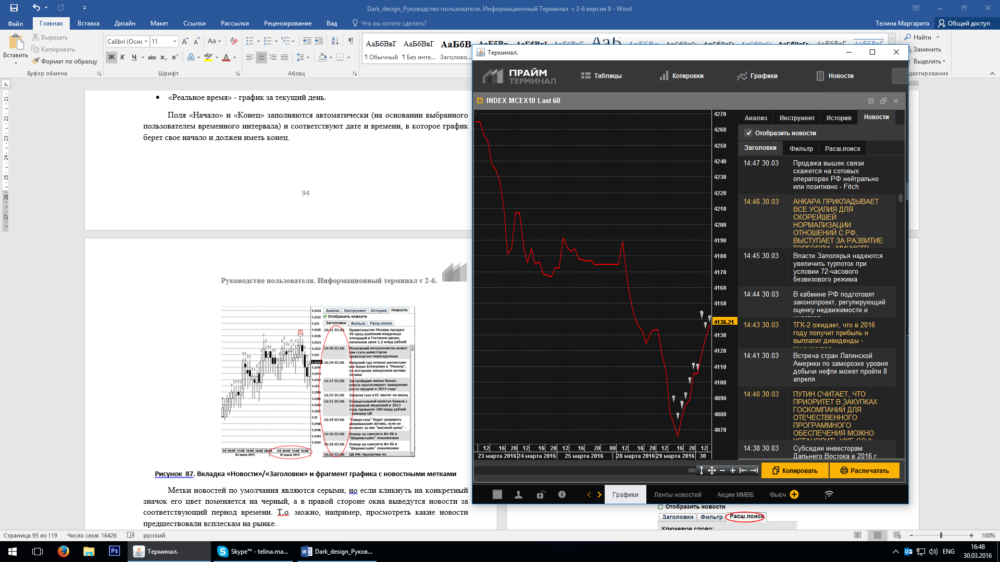 Dark_design_Руководство пользователя. Информационный Терминал  v 2-6 версия 8 - Word
Файл
Главная
Вставка
Дизайн
Макет
Ссылки
Рассылки
Рецензирование
Вид
Что вы хотите сделать?
Телина Маргарита
Общий доступ
Вставить
Вырезать
Копировать
Формат по образцу
Буфер обмена
Calibri (Оснс
11
Ж К Ч abc x₂ x²
Шрифт
Абзац
АаБбВвГ
¶ Обычный
АаБбВвГ
¶ Без инте...
АаБбВ
Заголово...
Найти
Заменить
Выделить
«Реальное время» - график за текущий день.
Поля «Начало» и «Конец» заполняются автоматически (на основании выбранного
пользователем временного интервала) и соответствуют дате и времени, в которое график
берет свое начало и должен иметь конец.
94
Руководство пользователя. Информационный терминал v 2-6.
Анализ Инструмент История Новости
Отобразить новости
Заголовки Фильтр Расш.поиск
16:41 03.06 Правительство Москвы продает
49 проц компании-владельца
площадей в Гостином дворе,
начальная цена 1,2 млрд рублей
16:40 03.06 Московский метрополитен может
сам стать инвестором
транспортно-пересадочных
16:39 03.06 Кипрский суд осенью рассмотрит
иск Saven Enterprises к "Мечелу",
по которому заморозили активы
Зюзина
16:37 03.06 Застройщики жилья бизнес-
класса прогнозируют замедление
роста продаж в 2014 году -
16:35 03.06 Запасов газа в ЕС хватит на месяц
16:31 03.06 Отрицательный капитал банков с
отозванной лицензией в 2013
году превысил 100 млрд рублей
- зампред ЦБ
16:29 03.06 "Северсталь" будет развивать
американские активы, если не
получит за них "высокой цены" -
16:26 03.06 Пожар на самолете Ил-96 в
"Шереметьево" локализован
16:26 03.06 Пожар на самолете Ил-96 в
"Шереметьево" локализован
16:23 03.06 ЦБ РФ: Просрочка по
02 июня 2014
03 июня 2014
Рисунок 87. Вкладка «Новости»/«Заголовки» и фрагмент графика с новостными метками
Метки новостей по умолчания являются серыми, но если кликнуть на конкретный
значок его цвет поменяется на черный, а в правой стороне окна выведутся новости за
соответствующий период времени. Т.о. можно, например, просмотреть какие новости
предшествовали всплескам на рынке.
Терминал.
ПРАЙМ
ТЕРМИНАЛ
Таблицы
Котировки
Графики
Новости
INDEX MCEX10 Last 60
4270
4260
4250
4240
4230
4220
4210
4200
4190
4180
4170
4160
4150
4136.21
4130
4120
4110
4100
4090
4080
4070
12 16 20 12 16 20 12 16 20 00 12 16 20 12 16 20 12
23 марта 2016 24 марта 2016 25 марта 2016 28 марта 2016 29 марта 2016 30
Анализ Инструмент История Новости
Отобразить новости
Заголовки Фильтр Расш.поиск
14:47 30.03 Продажа вышек связи
скажется на сотовых
операторах РФ нейтрально
или позитивно - Fitch
14:46 30.03 АНКАРА ПРИКЛАДЫВАЕТ
ВСЕ УСИЛИЯ ДЛЯ
СКОРЕЙШЕЙ
НОРМАЛИЗАЦИИ
ОТНОШЕНИЙ С РФ,
ВЫСТУПАЕТ ЗА РАЗВИТИЕ
ТОРГОВЛИ - МИНИСТР
14:45 30.03 Власти Заполярья надеются
увеличить турпоток при
условии 72-часового
безвизового режима
14:44 30.03 В кабмине РФ подготовят
законопроект, регулирующий
оценку недвижимости и
14:43 30.03 ТГК-2 ожидает, что в 2016
году получит прибыль и
выплатит дивиденды -
14:41 30.03 Встреча стран Латинской
Америки по заморозке уровня
добычи нефти может пройти 8
апреля
14:40 30.03 ПУТИН СЧИТАЕТ, ЧТО
ПРИОРИТЕТ В ЗАКУПКАХ
ГОСКОМПАНИЙ ДЛЯ
ОТЕЧЕСТВЕННОГО
ПРОГРАММНОГО
ОБЕСПЕЧЕНИЯ МОЖНО
14:38 30.03 Субсидии инвесторам
Дальнего Востока в 2016 г
Копировать
Распечатать
Графики
Ленты новостей
Акции ММВБ
Фьюч
Отобразить новости
Заголовки Фильтр Расш.поиск
Ключевое слово:
Страница 95 из 119
Число слов: 16426
русский
100%
Терминал.
Skype™ - telina.ma...
Dark_design_Руков...
ENG
16:48
30.03.2016